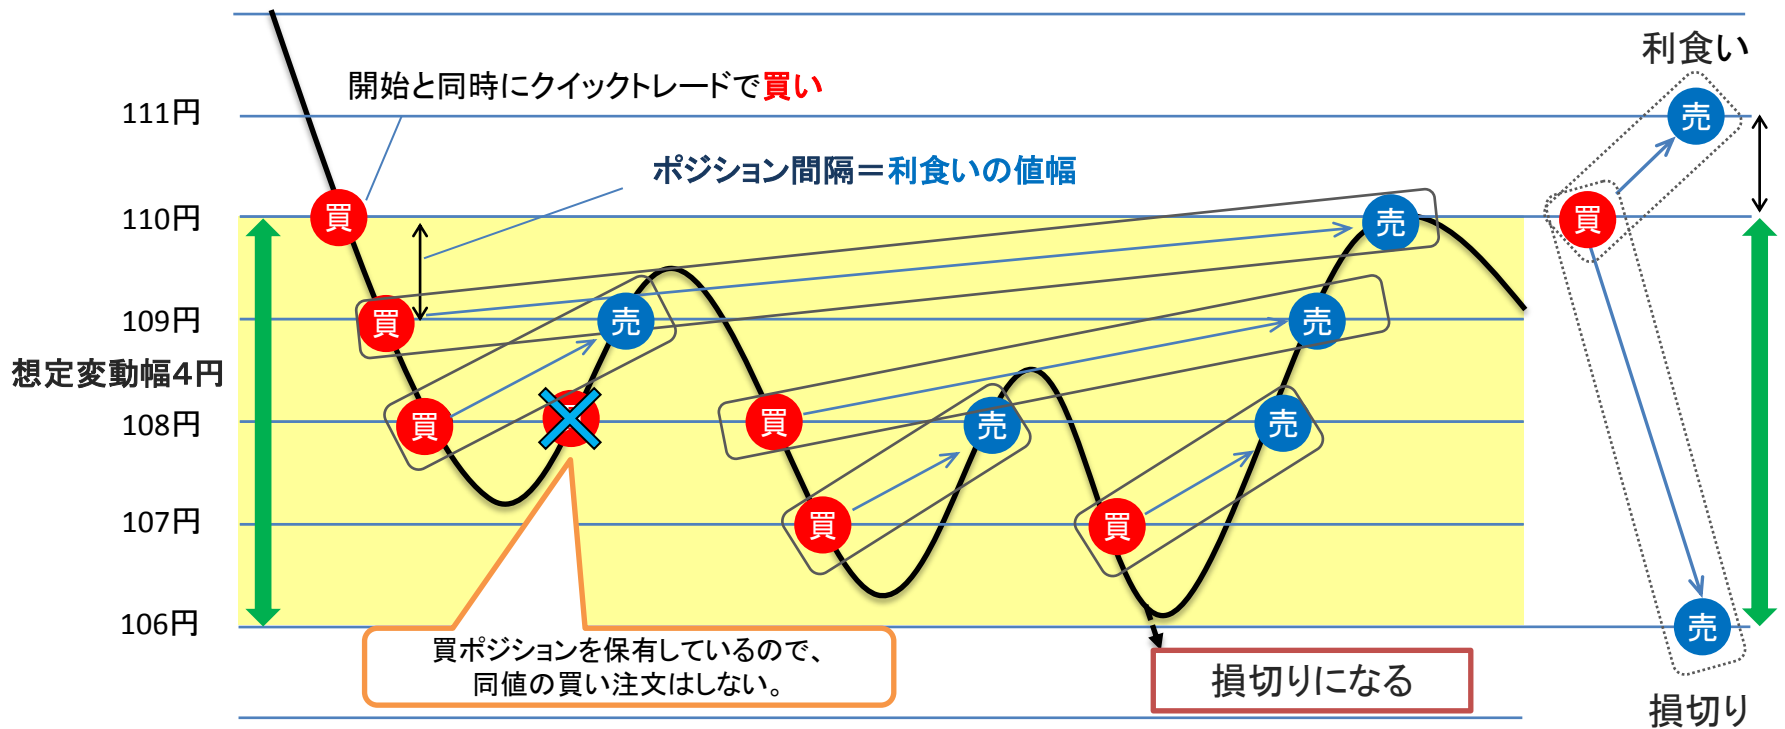 利食い
開始と同時にクイックトレードで買い
111円
売
ポジション間隔＝利食いの値幅
110円
買
売
買
109円
買
売
売
想定変動幅4円
108円
買
買
売
売
107円
買
買
106円
売
買ポジションを保有しているので、
同値の買い注文はしない。
損切りになる
損切り